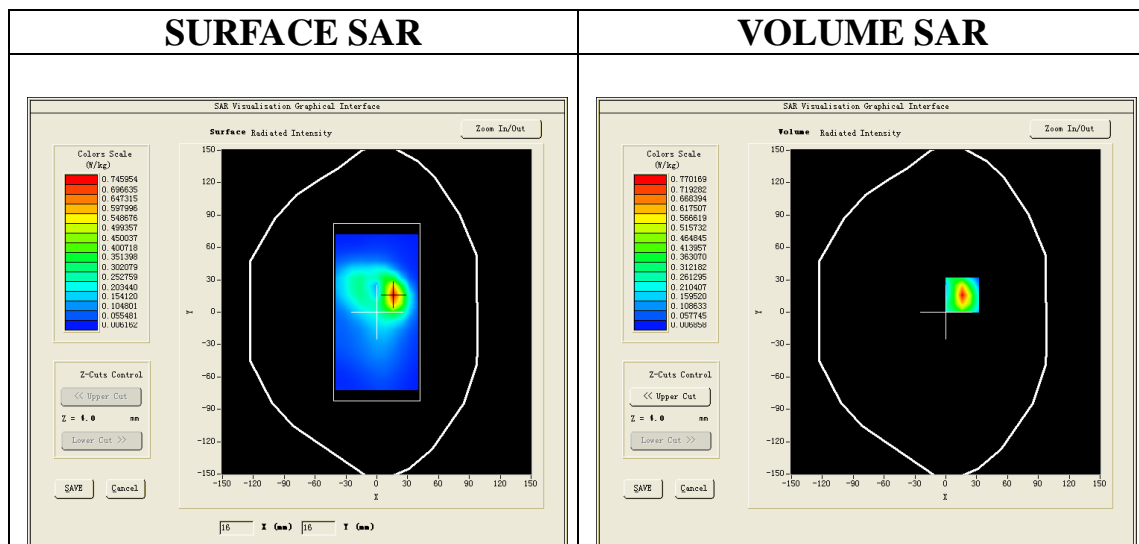 SURFACE SAR
VOLUME SAR
SAR Visualisation Graphical Interface
Surface Radiated Intensity
Zoom In/Out
Colors Scale
(W/kg)
0.745954
0.696635
0.647315
0.597996
0.548676
0.499357
0.450037
0.400718
0.351398
0.302079
0.252759
0.203440
0.154120
0.104801
0.055481
0.006162
150
120
90
60
30
0
-30
-60
-90
-120
-150
Y
-150 -120 -90 -60 -30 0 30 60 90 120 150
X
Z-Cuts Control
<< Upper Cut
Z = 4.0 mm
Lower Cut >>
SAVE Cancel
16 X (mm) 16 Y (mm)
SAR Visualisation Graphical Interface
Volume Radiated Intensity
Zoom In/Out
Colors Scale
(W/kg)
0.770169
0.719282
0.668394
0.617507
0.566619
0.515732
0.464845
0.413957
0.363070
0.312182
0.261295
0.210407
0.159520
0.108633
0.057745
0.006858
150
120
90
60
30
0
-30
-60
-90
-120
-150
Y
-150 -120 -90 -60 -30 0 30 60 90 120 150
X
Z-Cuts Control
<< Upper Cut
Z = 4.0 mm
Lower Cut >>
SAVE Cancel